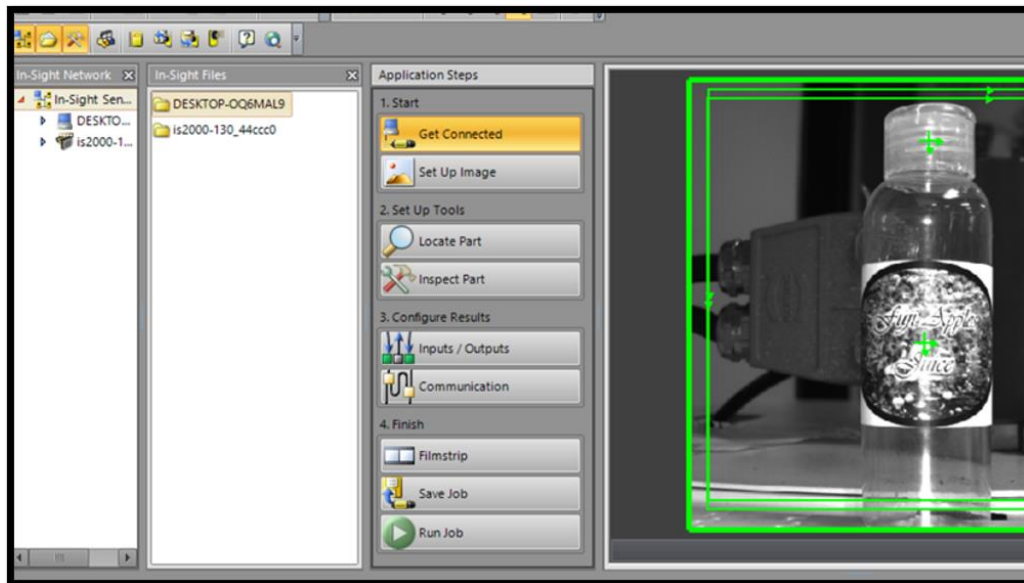 In-Sight Network
In-Sight Sen...
DESKTO...
is2000-1...
In-Sight Files
DESKTOP-OQ6MAL9
is2000-130_44ccc0
Application Steps
1. Start
Get Connected
Set Up Image
2. Set Up Tools
Locate Part
Inspect Part
3. Configure Results
Inputs / Outputs
Communication
4. Finish
Filmstrip
Save Job
Run Job
Fuji Apple
Juice